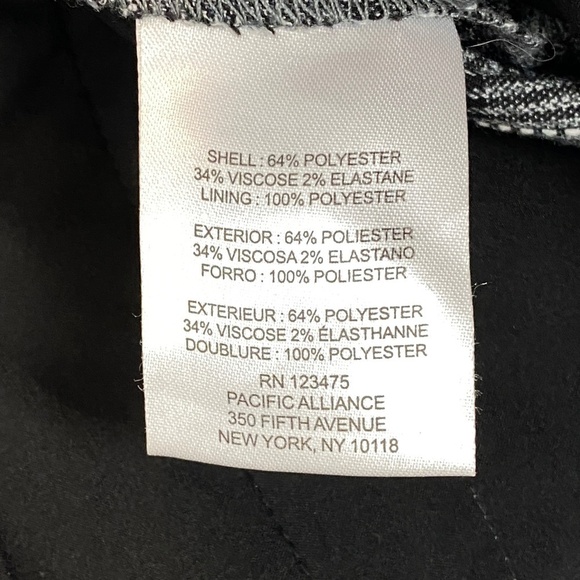 SHELL : 64% POLYESTER
34% VISCOSE 2% ELASTANE
LINING : 100% POLYESTER
EXTERIOR : 64% POLIESTER
34% VISCOSA 2% ELASTANO
FORRO : 100% POLIESTER
EXTERIEUR : 64% POLYESTER
34% VISCOSE 2% ÉLASTHANNE
DOUBLURE : 100% POLYESTER
RN 123475
PACIFIC ALLIANCE
350 FIFTH AVENUE
NEW YORK, NY 10118